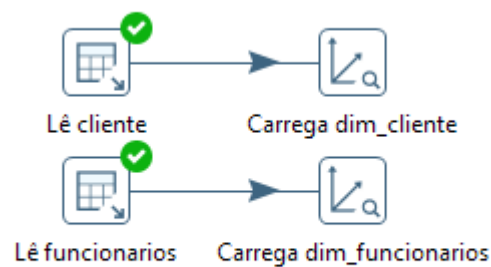 Lê cliente
Carrega dim_cliente
Lê funcionarios
Carrega dim_funcionarios